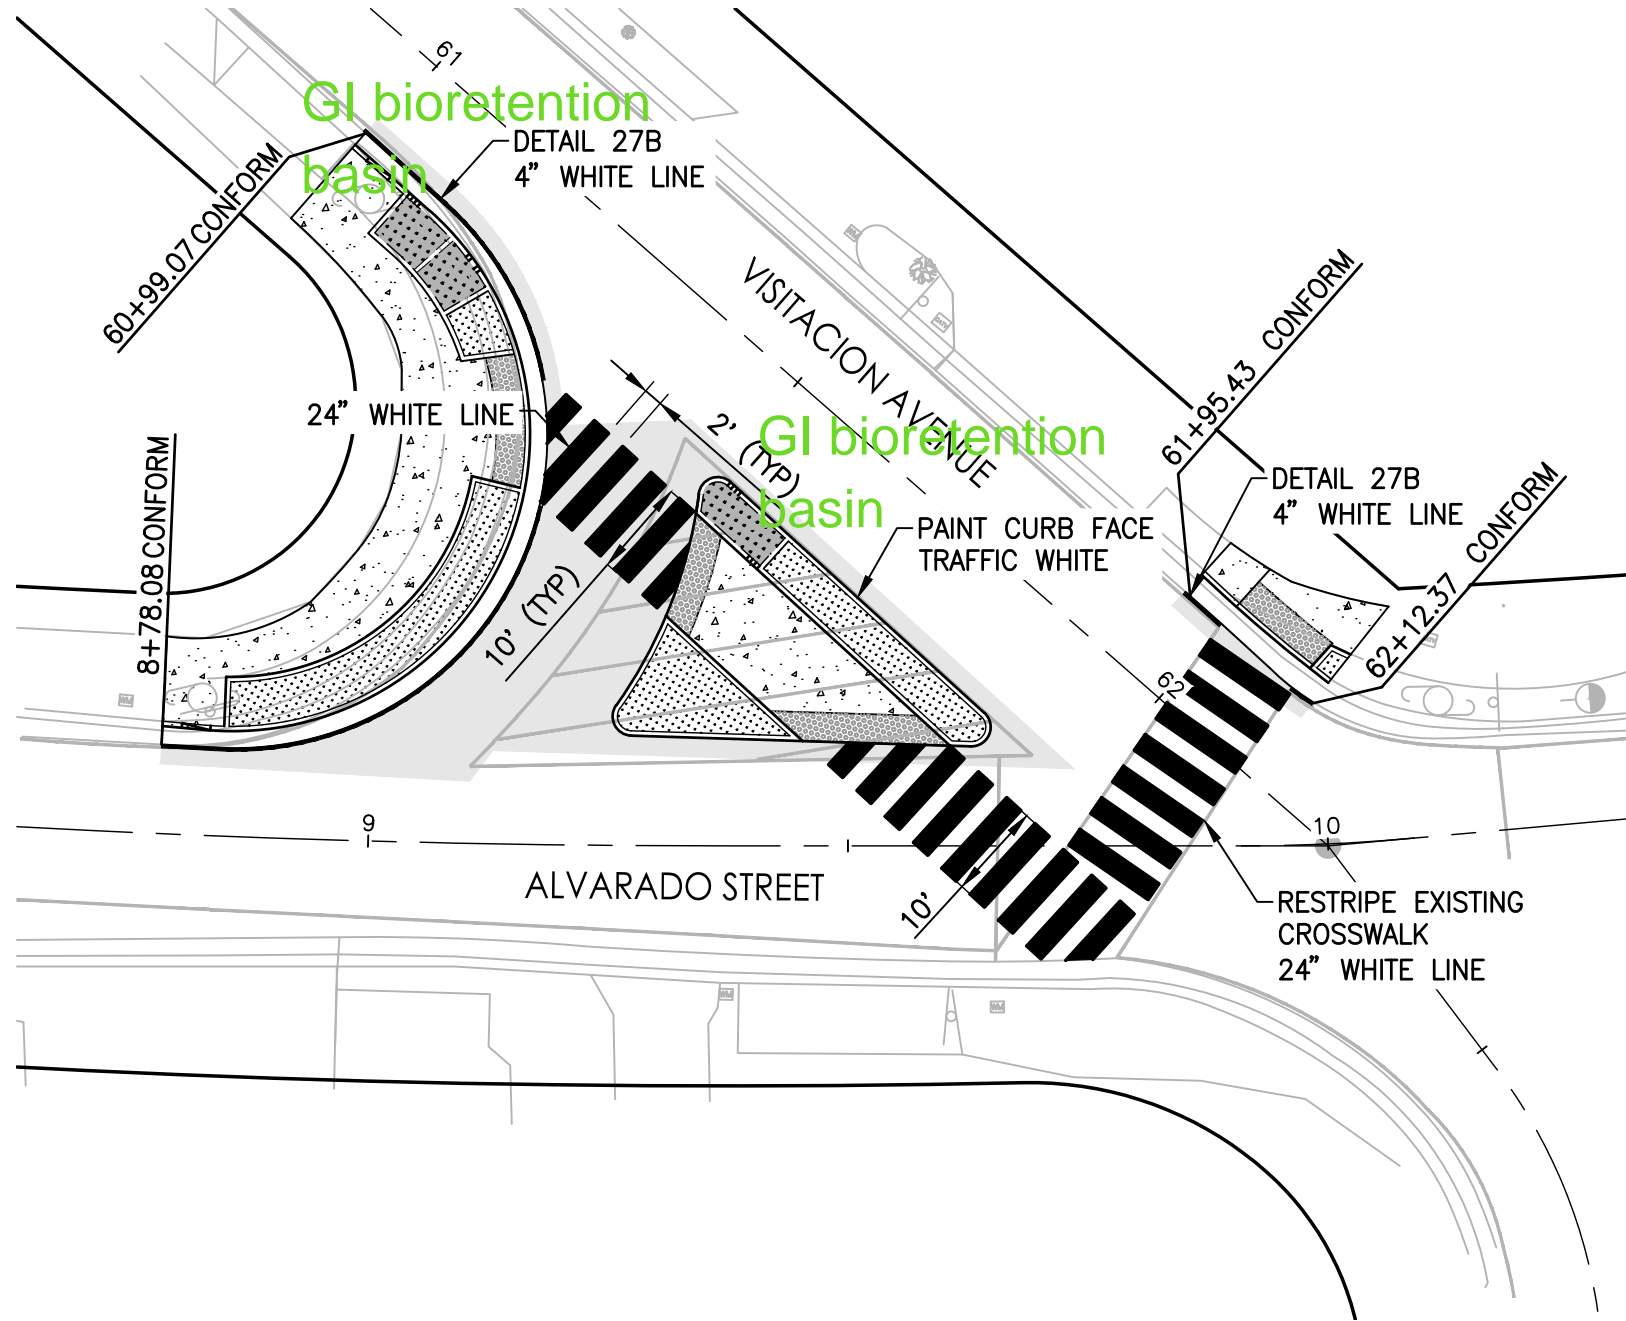 61
GI bioretention
basin
DETAIL 27B
4” WHITE LINE
60+99.07 CONFORM
VISITACION AVENUE
61+95.43 CONFORM
24” WHITE LINE
2’ (TYP)
GI bioretention
basin
DETAIL 27B
4” WHITE LINE
62+12.37 CONFORM
8+78.08 CONFORM
PAINT CURB FACE
TRAFFIC WHITE
10’ (TYP)
62
9
10
ALVARADO STREET
10’
RESTRIPE EXISTING
CROSSWALK
24” WHITE LINE